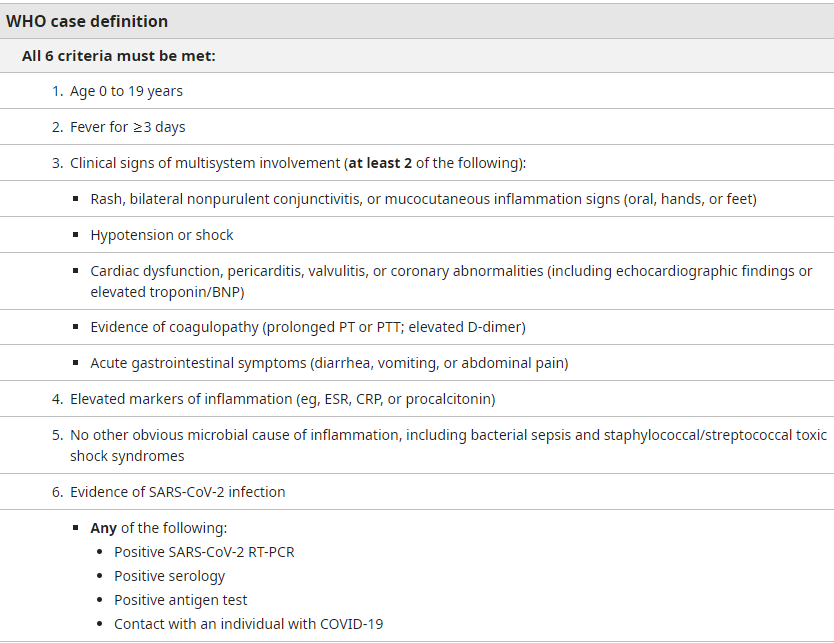 WHO case definition
All 6 criteria must be met:
1. Age 0 to 19 years
2. Fever for ≥3 days
3. Clinical signs of multisystem involvement (at least 2 of the following):
▪ Rash, bilateral nonpurulent conjunctivitis, or mucocutaneous inflammation signs (oral, hands, or feet)
▪ Hypotension or shock
▪ Cardiac dysfunction, pericarditis, valvulitis, or coronary abnormalities (including echocardiographic findings or
elevated troponin/BNP)
▪ Evidence of coagulopathy (prolonged PT or PTT; elevated D-dimer)
▪ Acute gastrointestinal symptoms (diarrhea, vomiting, or abdominal pain)
4. Elevated markers of inflammation (eg, ESR, CRP, or procalcitonin)
5. No other obvious microbial cause of inflammation, including bacterial sepsis and staphylococcal/streptococcal toxic
shock syndromes
6. Evidence of SARS-CoV-2 infection
▪ Any of the following:
• Positive SARS-CoV-2 RT-PCR
• Positive serology
• Positive antigen test
• Contact with an individual with COVID-19